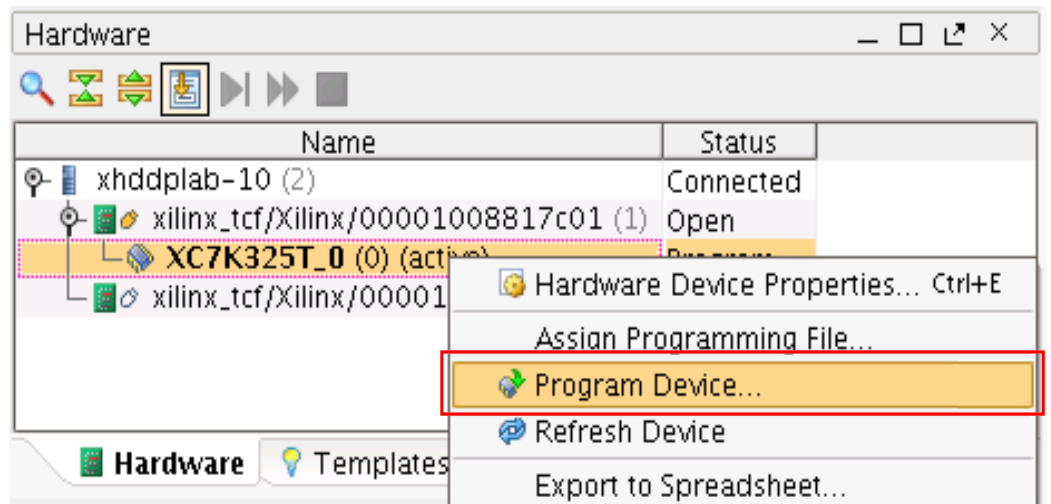 Hardware
Name Status
xhddplab-10 (2) Connected
xilinx_tcf/Xilinx/00001008817c01 (1) Open
XC7K325T_0 (0) (active)
xilinx_tcf/Xilinx/00001
Hardware Device Properties... Ctrl+E
Assign Programming File...
Program Device...
Refresh Device
Export to Spreadsheet...
Hardware Templates